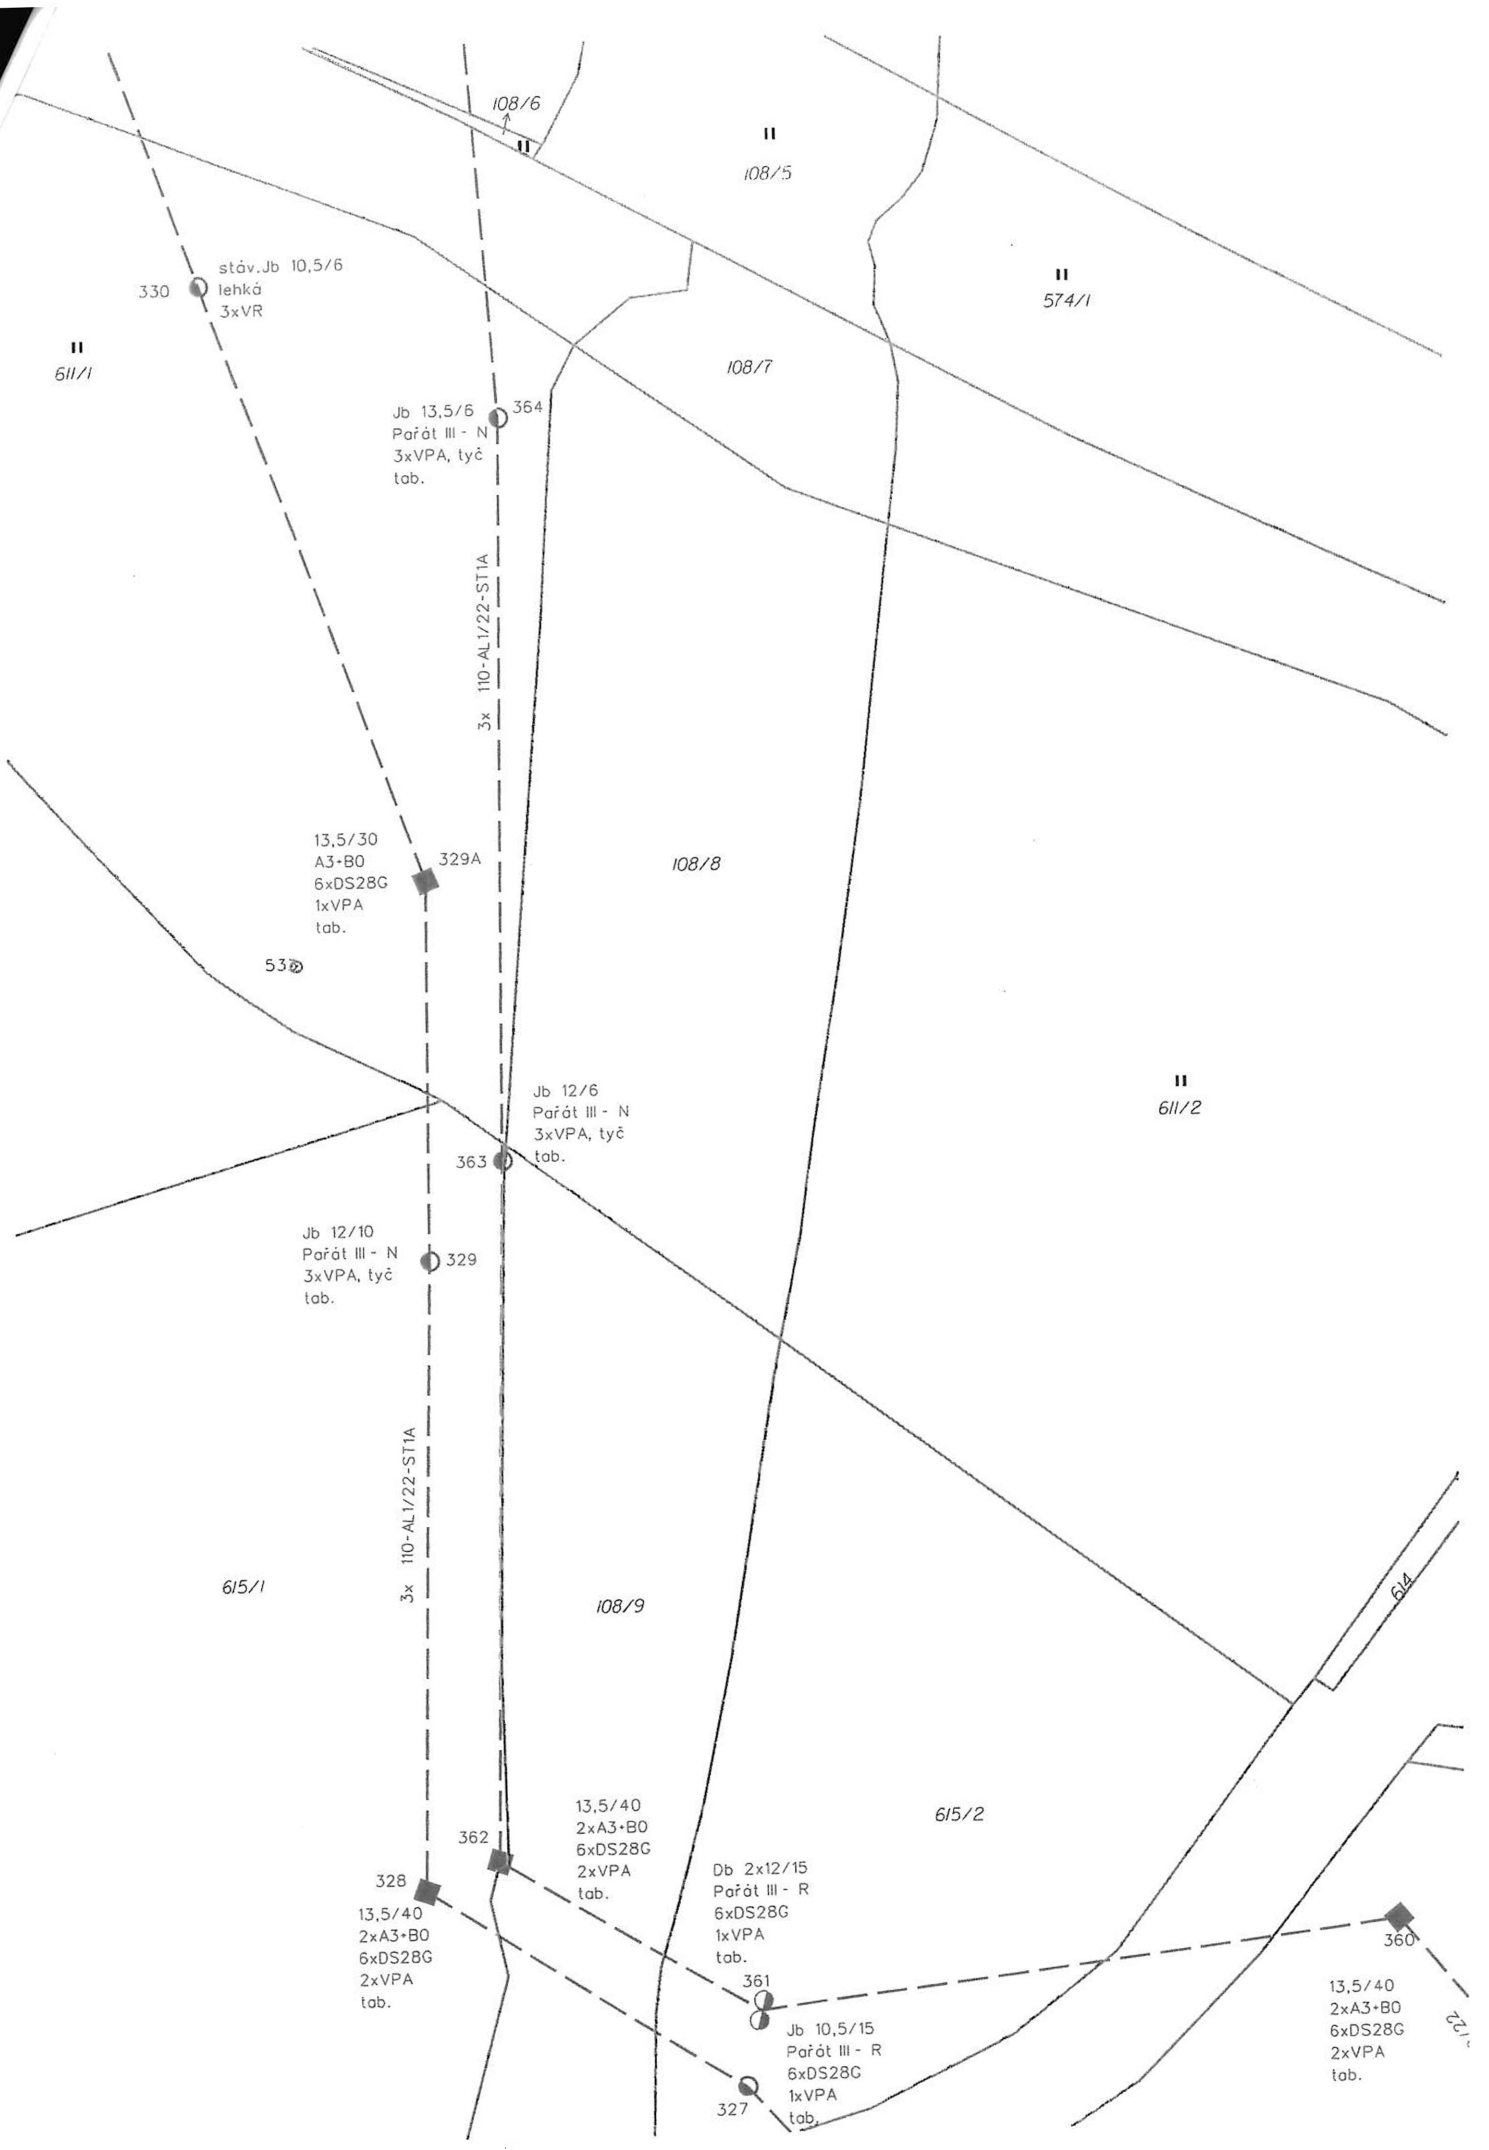 108/6
108/5
574/1
stáv.Jb 10,5/6
lehká
3xVR
330
611/1
108/7
Jb 13,5/6
Pařát III - N
3xVPA, tyč
tab.
364
3x 110-AL1/22-ST1A
13,5/30
A3+B0
6xDS28G
1xVPA
tab.
329A
108/8
Jb 12/6
Pařát III - N
3xVPA, tyč
tab.
363
611/2
Jb 12/10
Pařát III - N
3xVPA, tyč
tab.
329
3x 110-AL1/22-ST1A
615/1
108/9
614
615/2
362
13,5/40
2xA3+B0
6xDS28G
2xVPA
tab.
328
13,5/40
2xA3+B0
6xDS28G
2xVPA
tab.
Db 2x12/15
Pařát III - R
6xDS28G
1xVPA
tab.
361
Jb 10,5/15
Pařát III - R
6xDS28G
1xVPA
tab.
327
360
13,5/40
2xA3+B0
6xDS28G
2xVPA
tab.